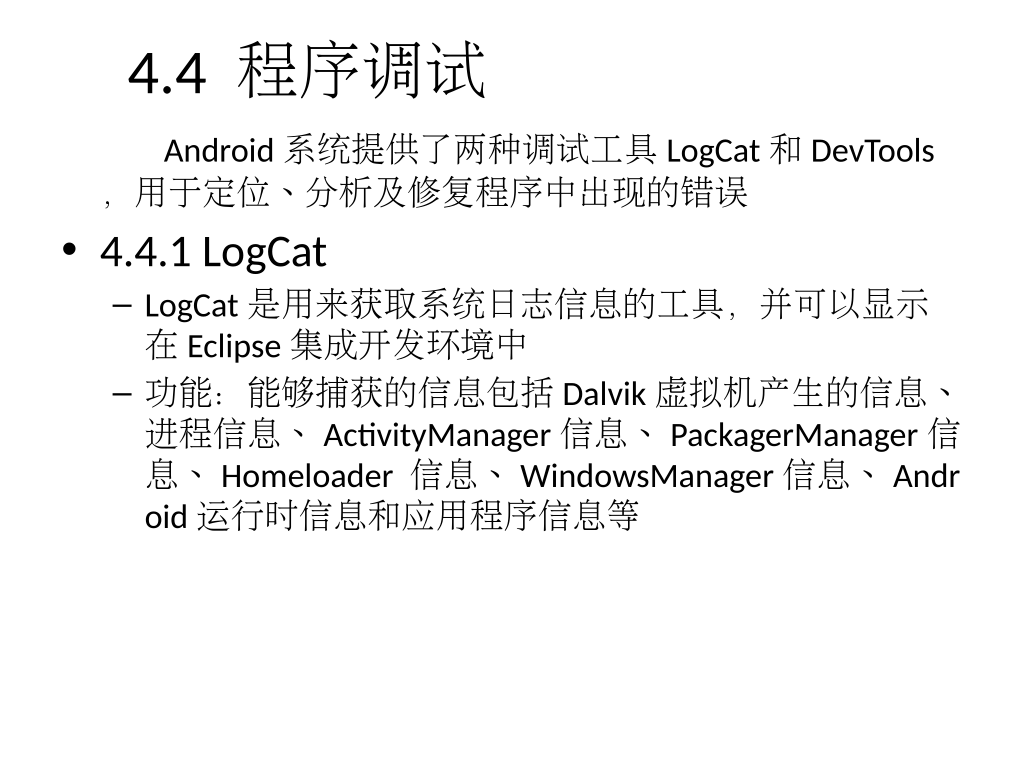 4.4 程序调试
Android 系统提供了两种调试工具 LogCat 和 DevTools
，用于定位、分析及修复程序中出现的错误
• 4.4.1 LogCat
– LogCat 是用来获取系统日志信息的工具，并可以显示
在 Eclipse 集成开发环境中
– 功能：能够捕获的信息包括 Dalvik 虚拟机产生的信息、
进程信息、 ActivityManager 信息、 PackagerManager 信
息、 Homeloader 信息、 WindowsManager 信息、 Andr
oid 运行时信息和应用程序信息等